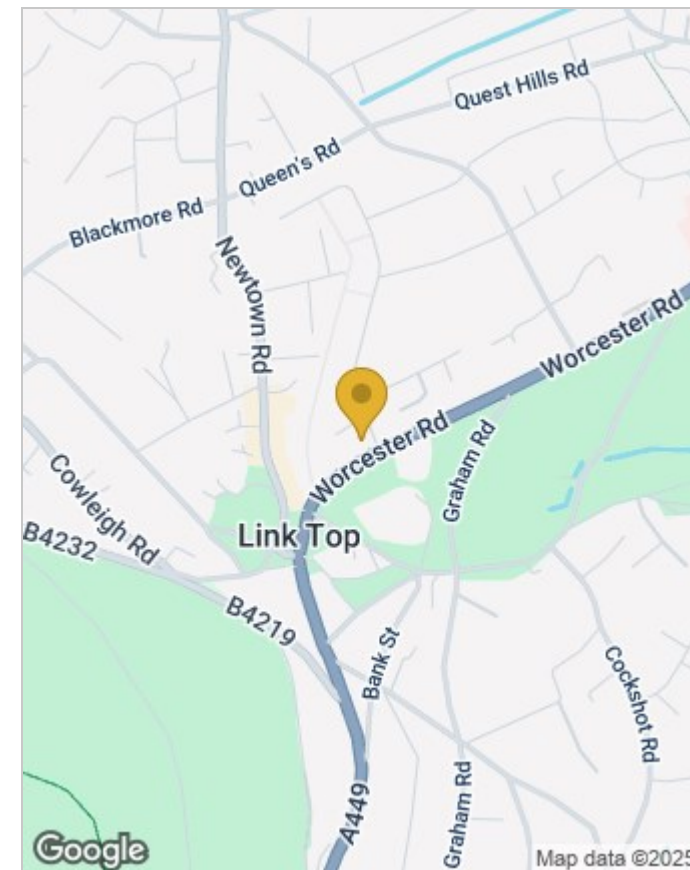 Quest Hills Rd
Queen's Rd
Blackmore Rd
Newtown Rd
Worcester Rd
Worcester Rd
Graham Rd
Cowleigh Rd
Link Top
B4232
B4219
Bank St
Cockshot Rd
A449
Graham Rd
Google
Map data ©2025